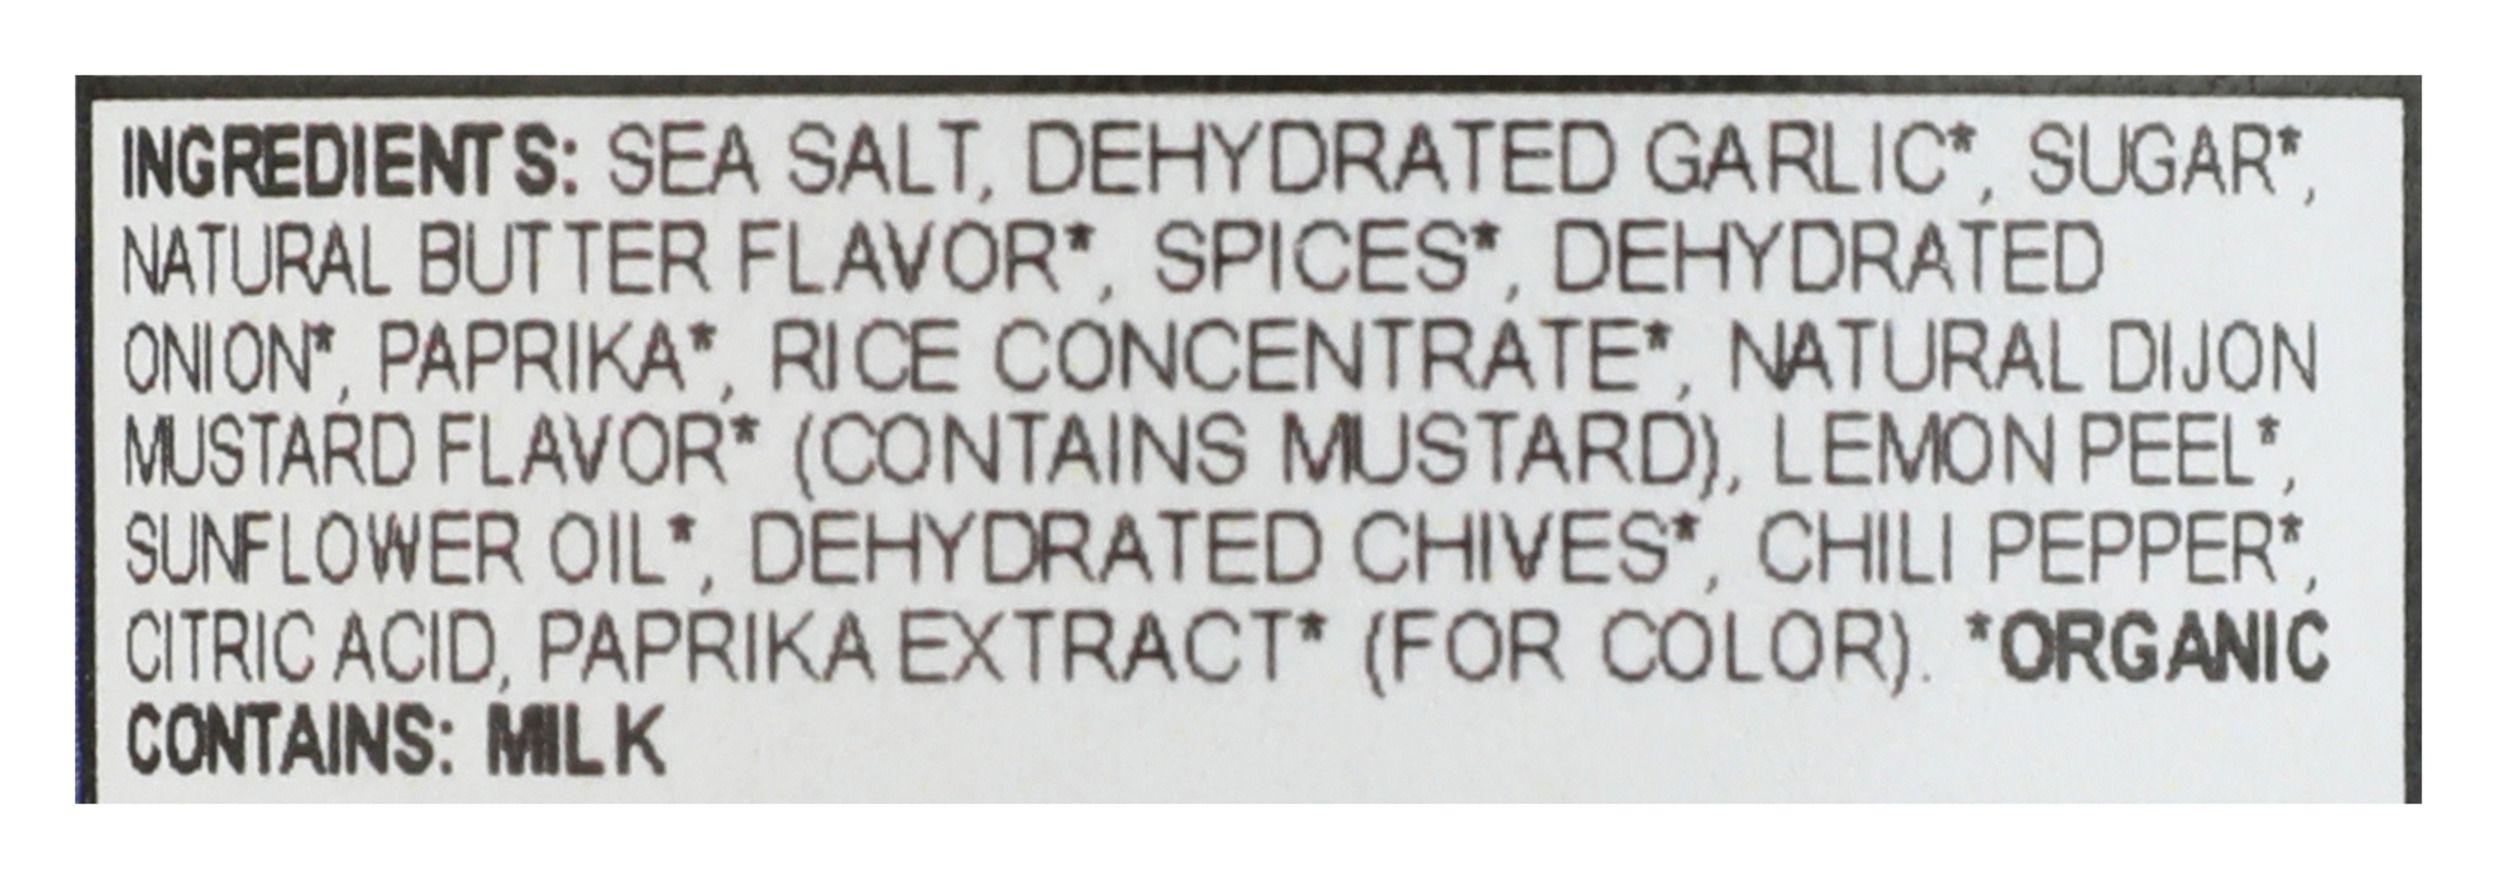 INGREDIENTS: SEA SALT, DEHYDRATED GARLIC*, SUGAR*,
NATURAL BUTTER FLAVOR*, SPICES*, DEHYDRATED
ONION*, PAPRIKA*, RICE CONCENTRATE*, NATURAL DIJON
MUSTARD FLAVOR* (CONTAINS MUSTARD), LEMON PEEL*,
SUNFLOWER OIL*, DEHYDRATED CHIVES*, CHILI PEPPER*,
CITRIC ACID, PAPRIKA EXTRACT* (FOR COLOR). *ORGANIC
CONTAINS: MILK